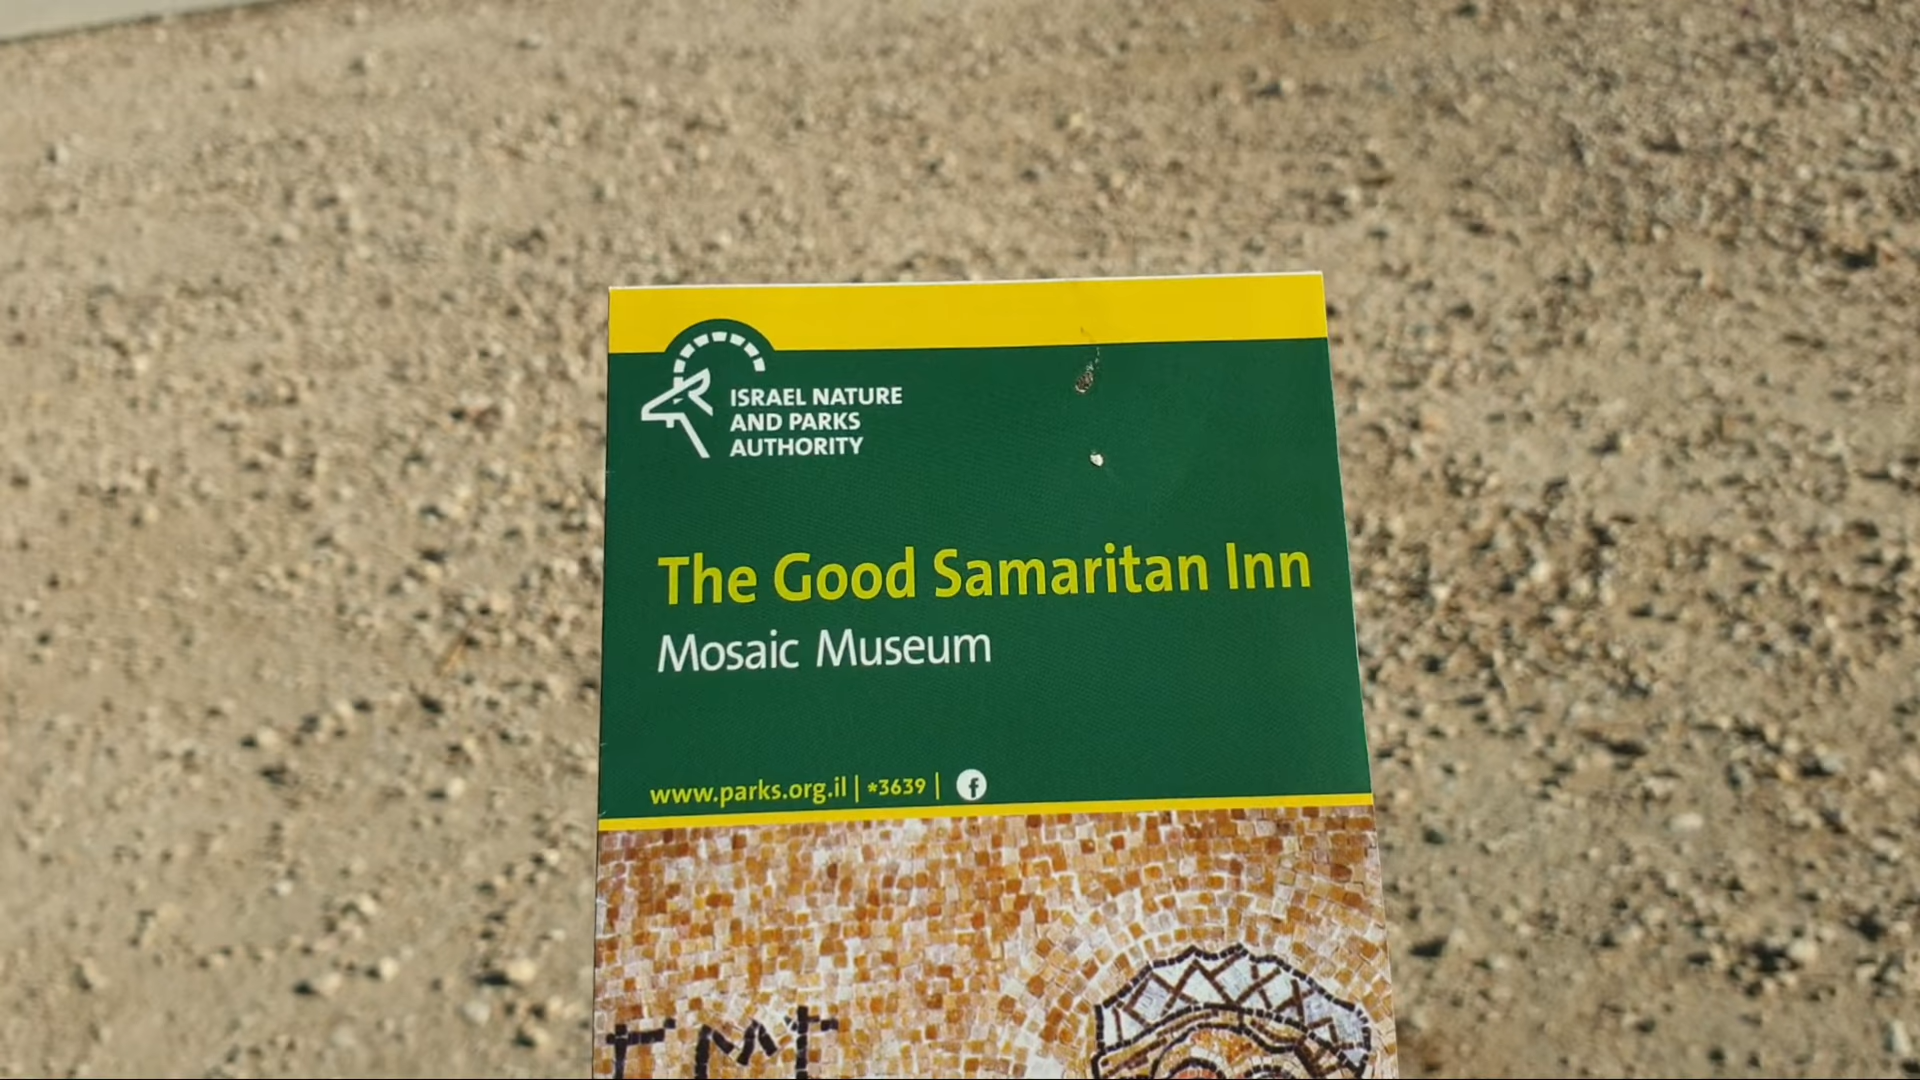 ISRAEL NATURE
AND PARKS
AUTHORITY
The Good Samaritan Inn
Mosaic Museum
www.parks.org.il | *3639 |